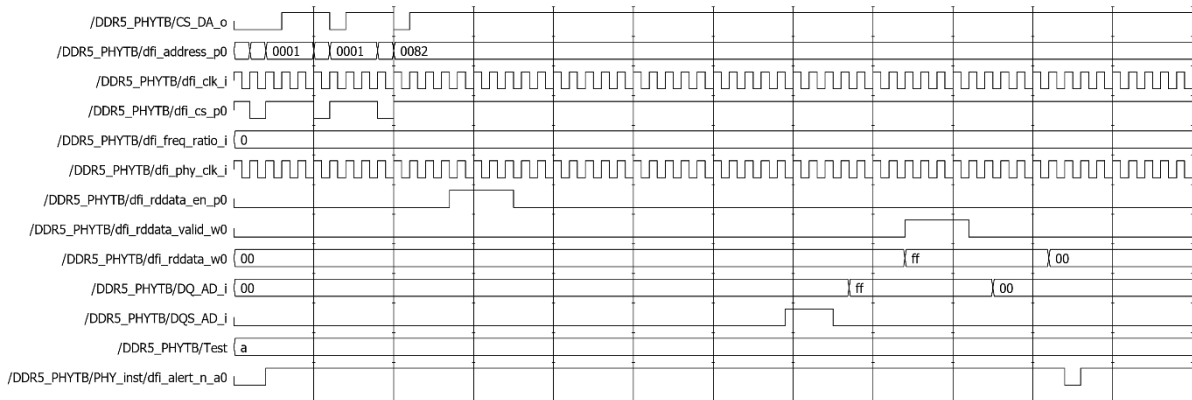 /DDR5_PHYTB/CS_DA_o
/DDR5_PHYTB/dfi_address_p0 0001 0001 0082
/DDR5_PHYTB/dfi_clk_i
/DDR5_PHYTB/dfi_cs_p0
/DDR5_PHYTB/dfi_freq_ratio_i 0
/DDR5_PHYTB/dfi_phy_clk_i
/DDR5_PHYTB/dfi_rddata_en_p0
/DDR5_PHYTB/dfi_rddata_valid_w0
/DDR5_PHYTB/dfi_rddata_w0 00 ff 00
/DDR5_PHYTB/DQ_AD_i 00 ff 00
/DDR5_PHYTB/DQS_AD_i
/DDR5_PHYTB/Test a
/DDR5_PHYTB/PHY_inst/dfi_alert_n_a0